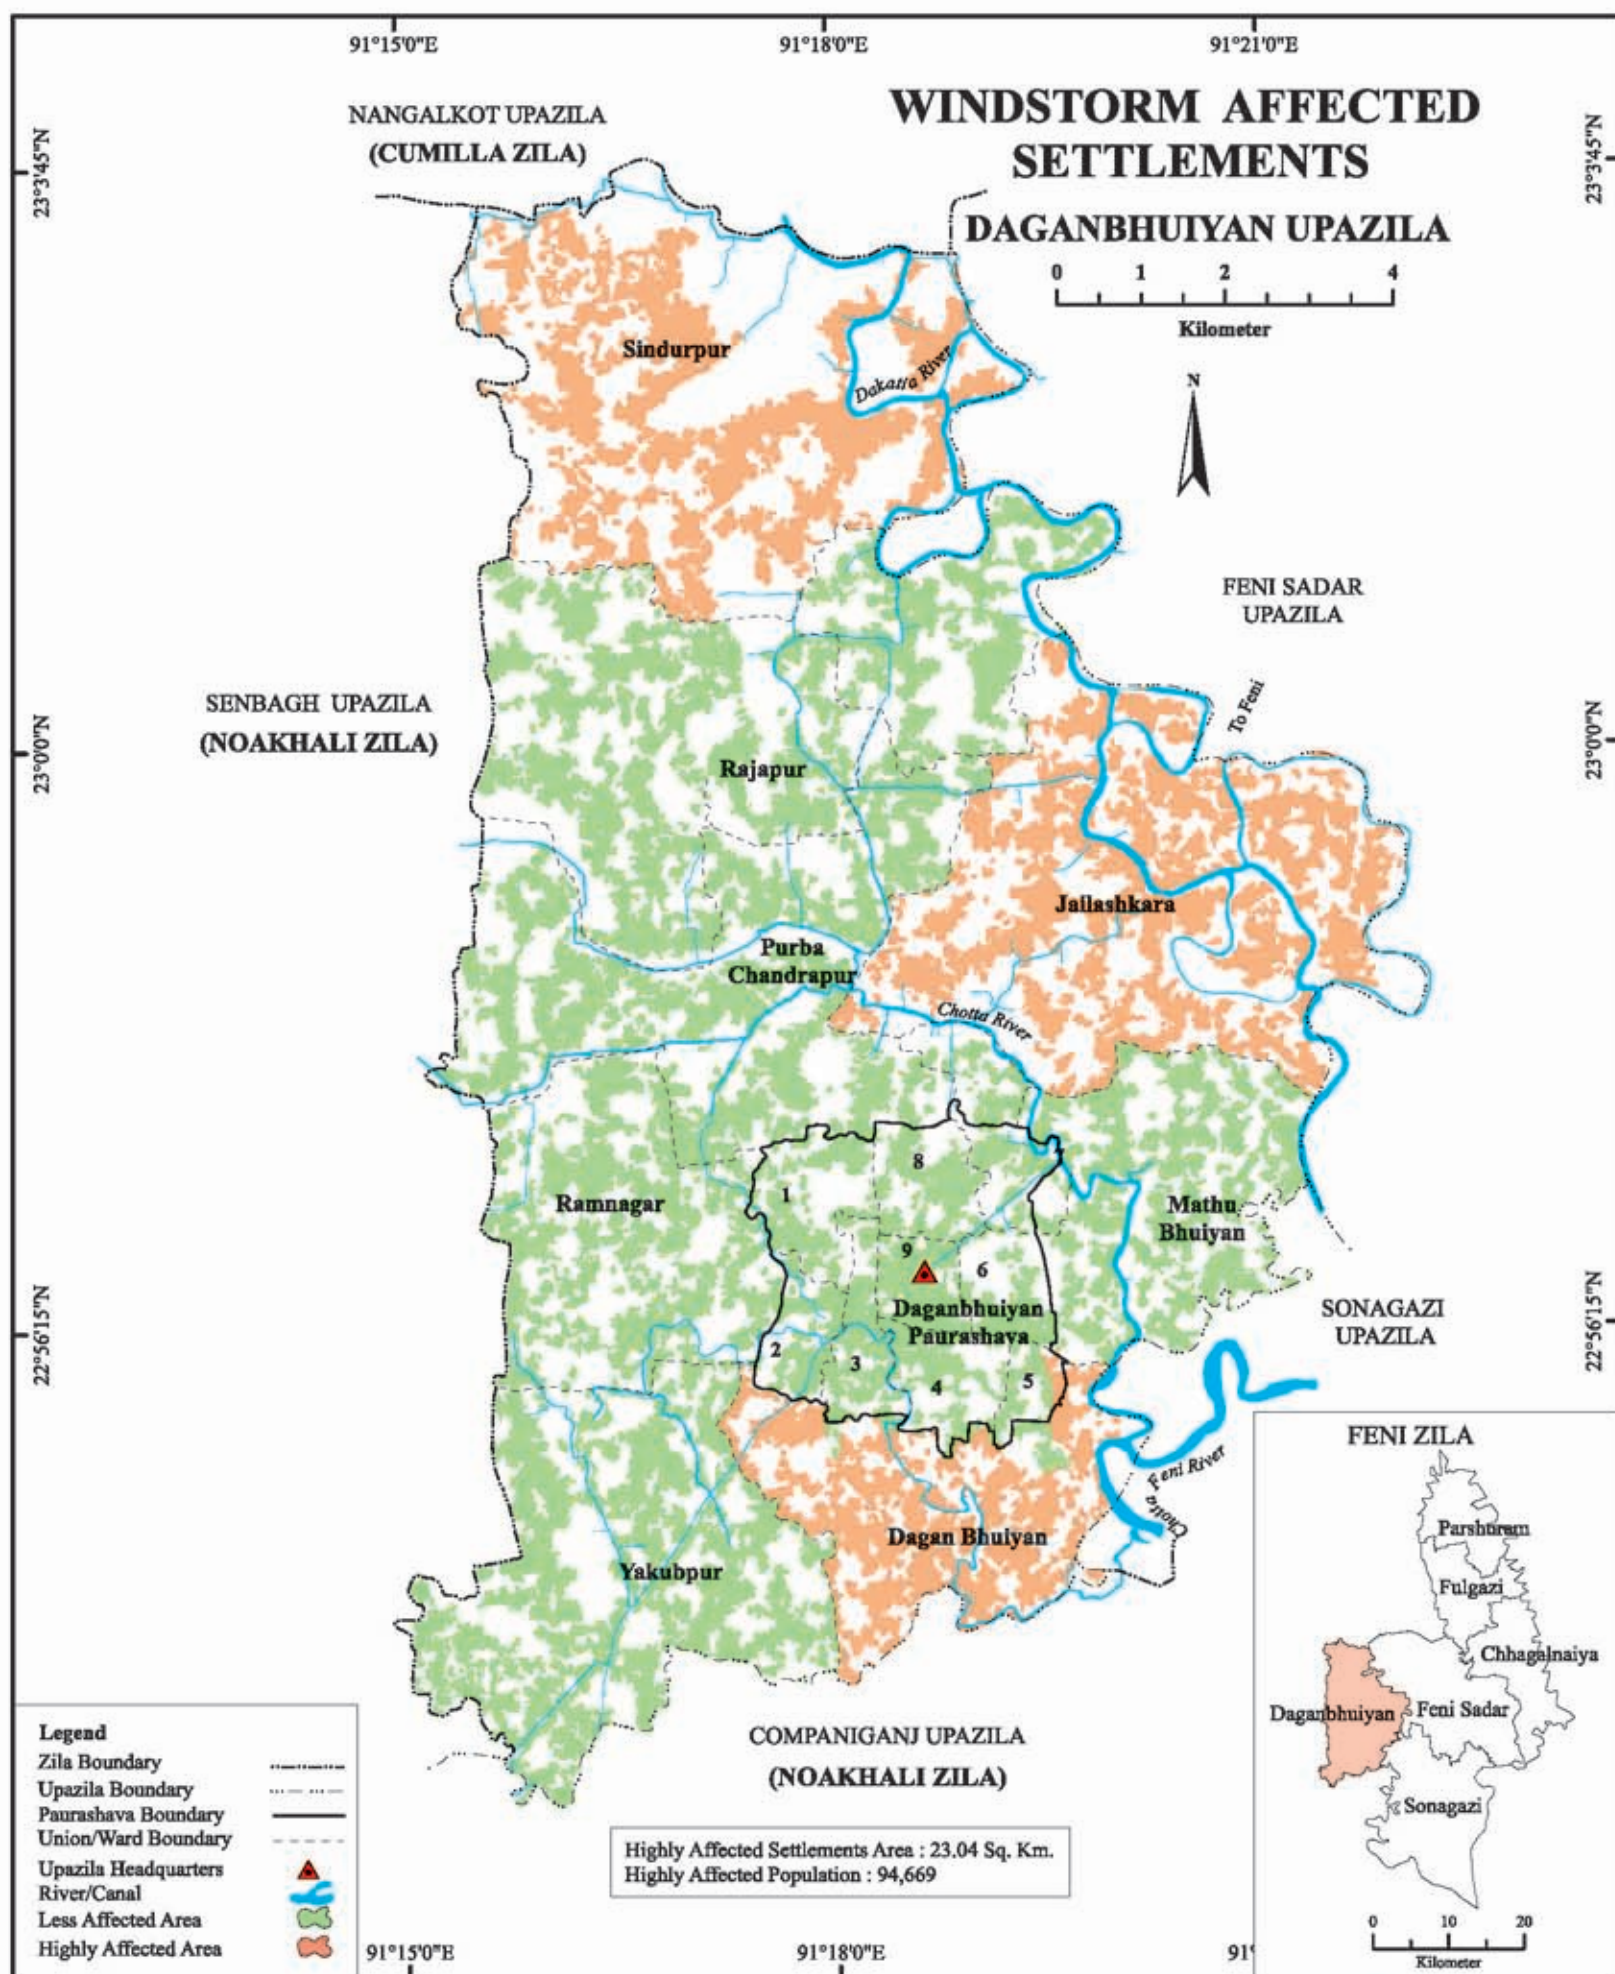 91°15'0"E
91°18'0"E
91°21'0"E
NANGALKOT UPAZILA
(CUMILLA ZILA)
WINDSTORM AFFECTED
SETTLEMENTS
DAGANBHUIYAN UPAZILA
0 1 2 4
Kilometer
N
23°3'45"N
23°3'45"N
Sindurpur
Dakatia River
FENI SADAR
UPAZILA
To Feni
SENBAGH UPAZILA
(NOAKHALI ZILA)
23°0'0"N
23°0'0"N
Rajapur
Jailashkara
Purba
Chandrapur
Chotta River
8
1
Ramnagar
Mathu
Bhuiyan
9
6
Daganbhuiyan
Paurashava
SONAGAZI
UPAZILA
22°56'15"N
22°56'15"N
2
3
4
5
Chotta Feni River
Dagan Bhuiyan
Yakubpur
FENI ZILA
Parshuram
Fulgazi
Chhagalnaiya
Daganbhuiyan
Feni Sadar
Sonagazi
0 10 20
Kilometer
COMPANIGANJ UPAZILA
(NOAKHALI ZILA)
Highly Affected Settlements Area : 23.04 Sq. Km.
Highly Affected Population : 94,669
Legend
Zila Boundary
Upazila Boundary
Paurashava Boundary
Union/Ward Boundary
Upazila Headquarters
River/Canal
Less Affected Area
Highly Affected Area
91°15'0"E
91°18'0"E
91°